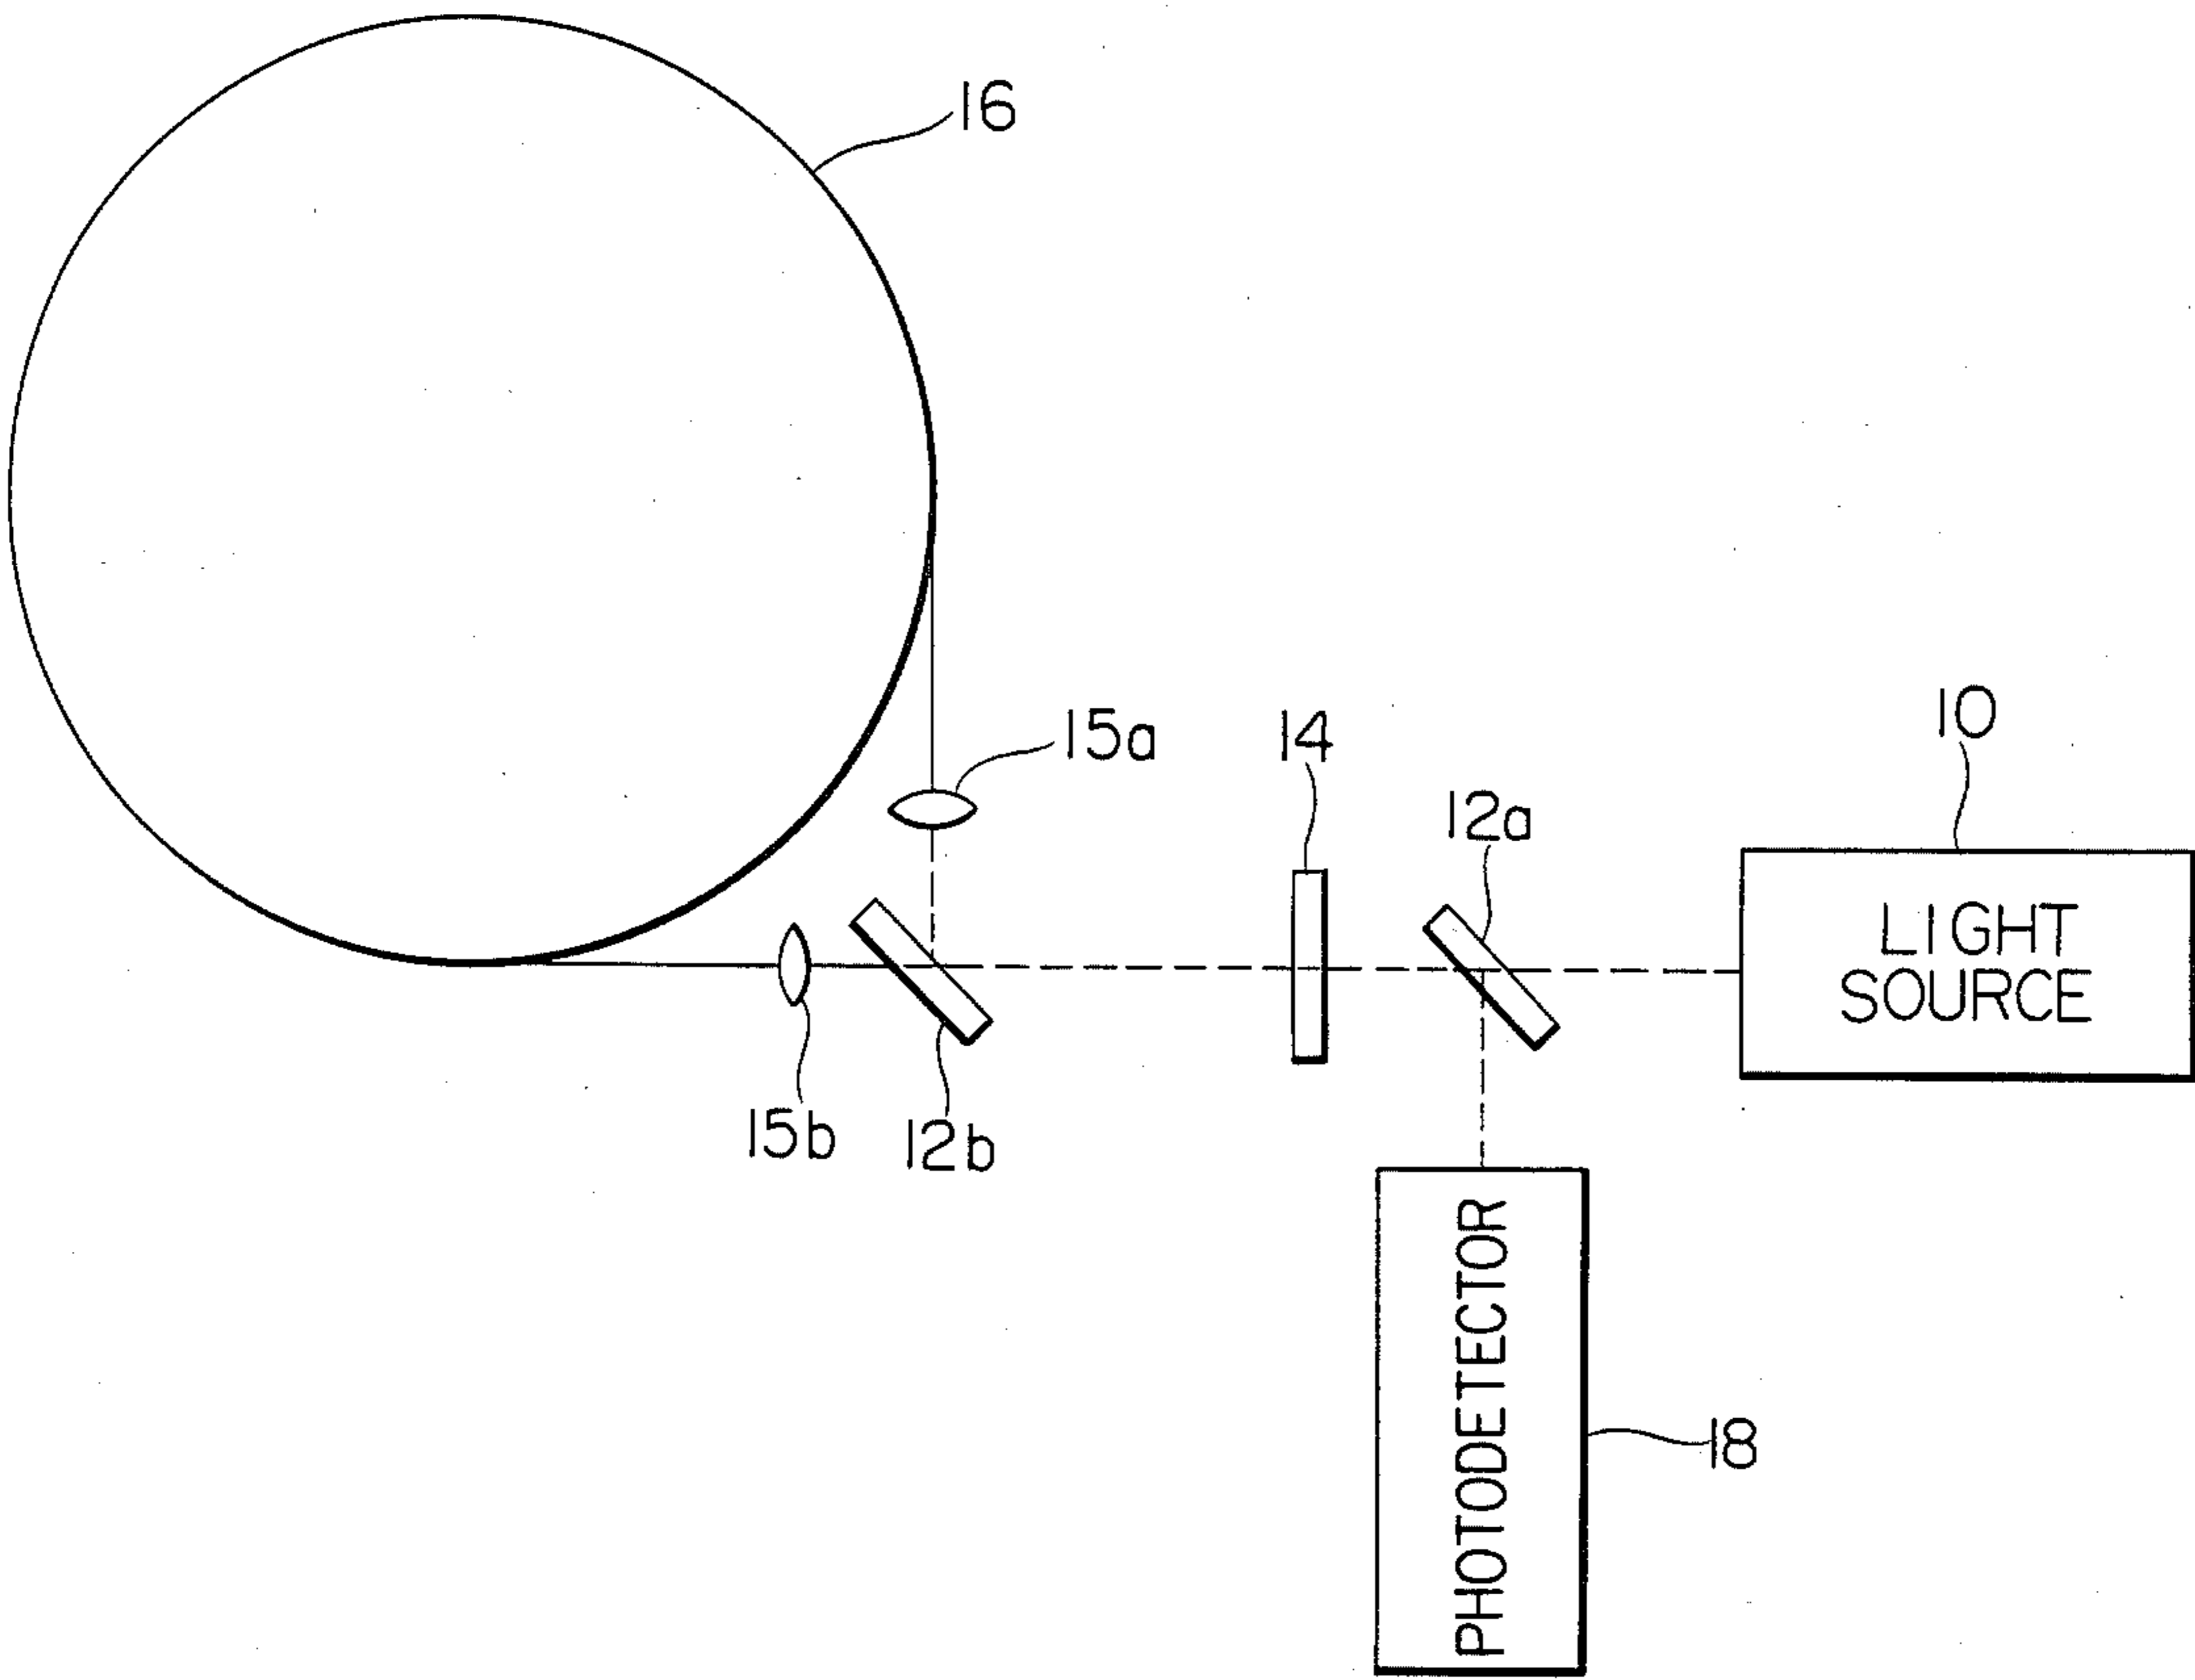 16
15a
14
10
12a
LIGHT
SOURCE
15b
12b
PHOTODETECTOR
18